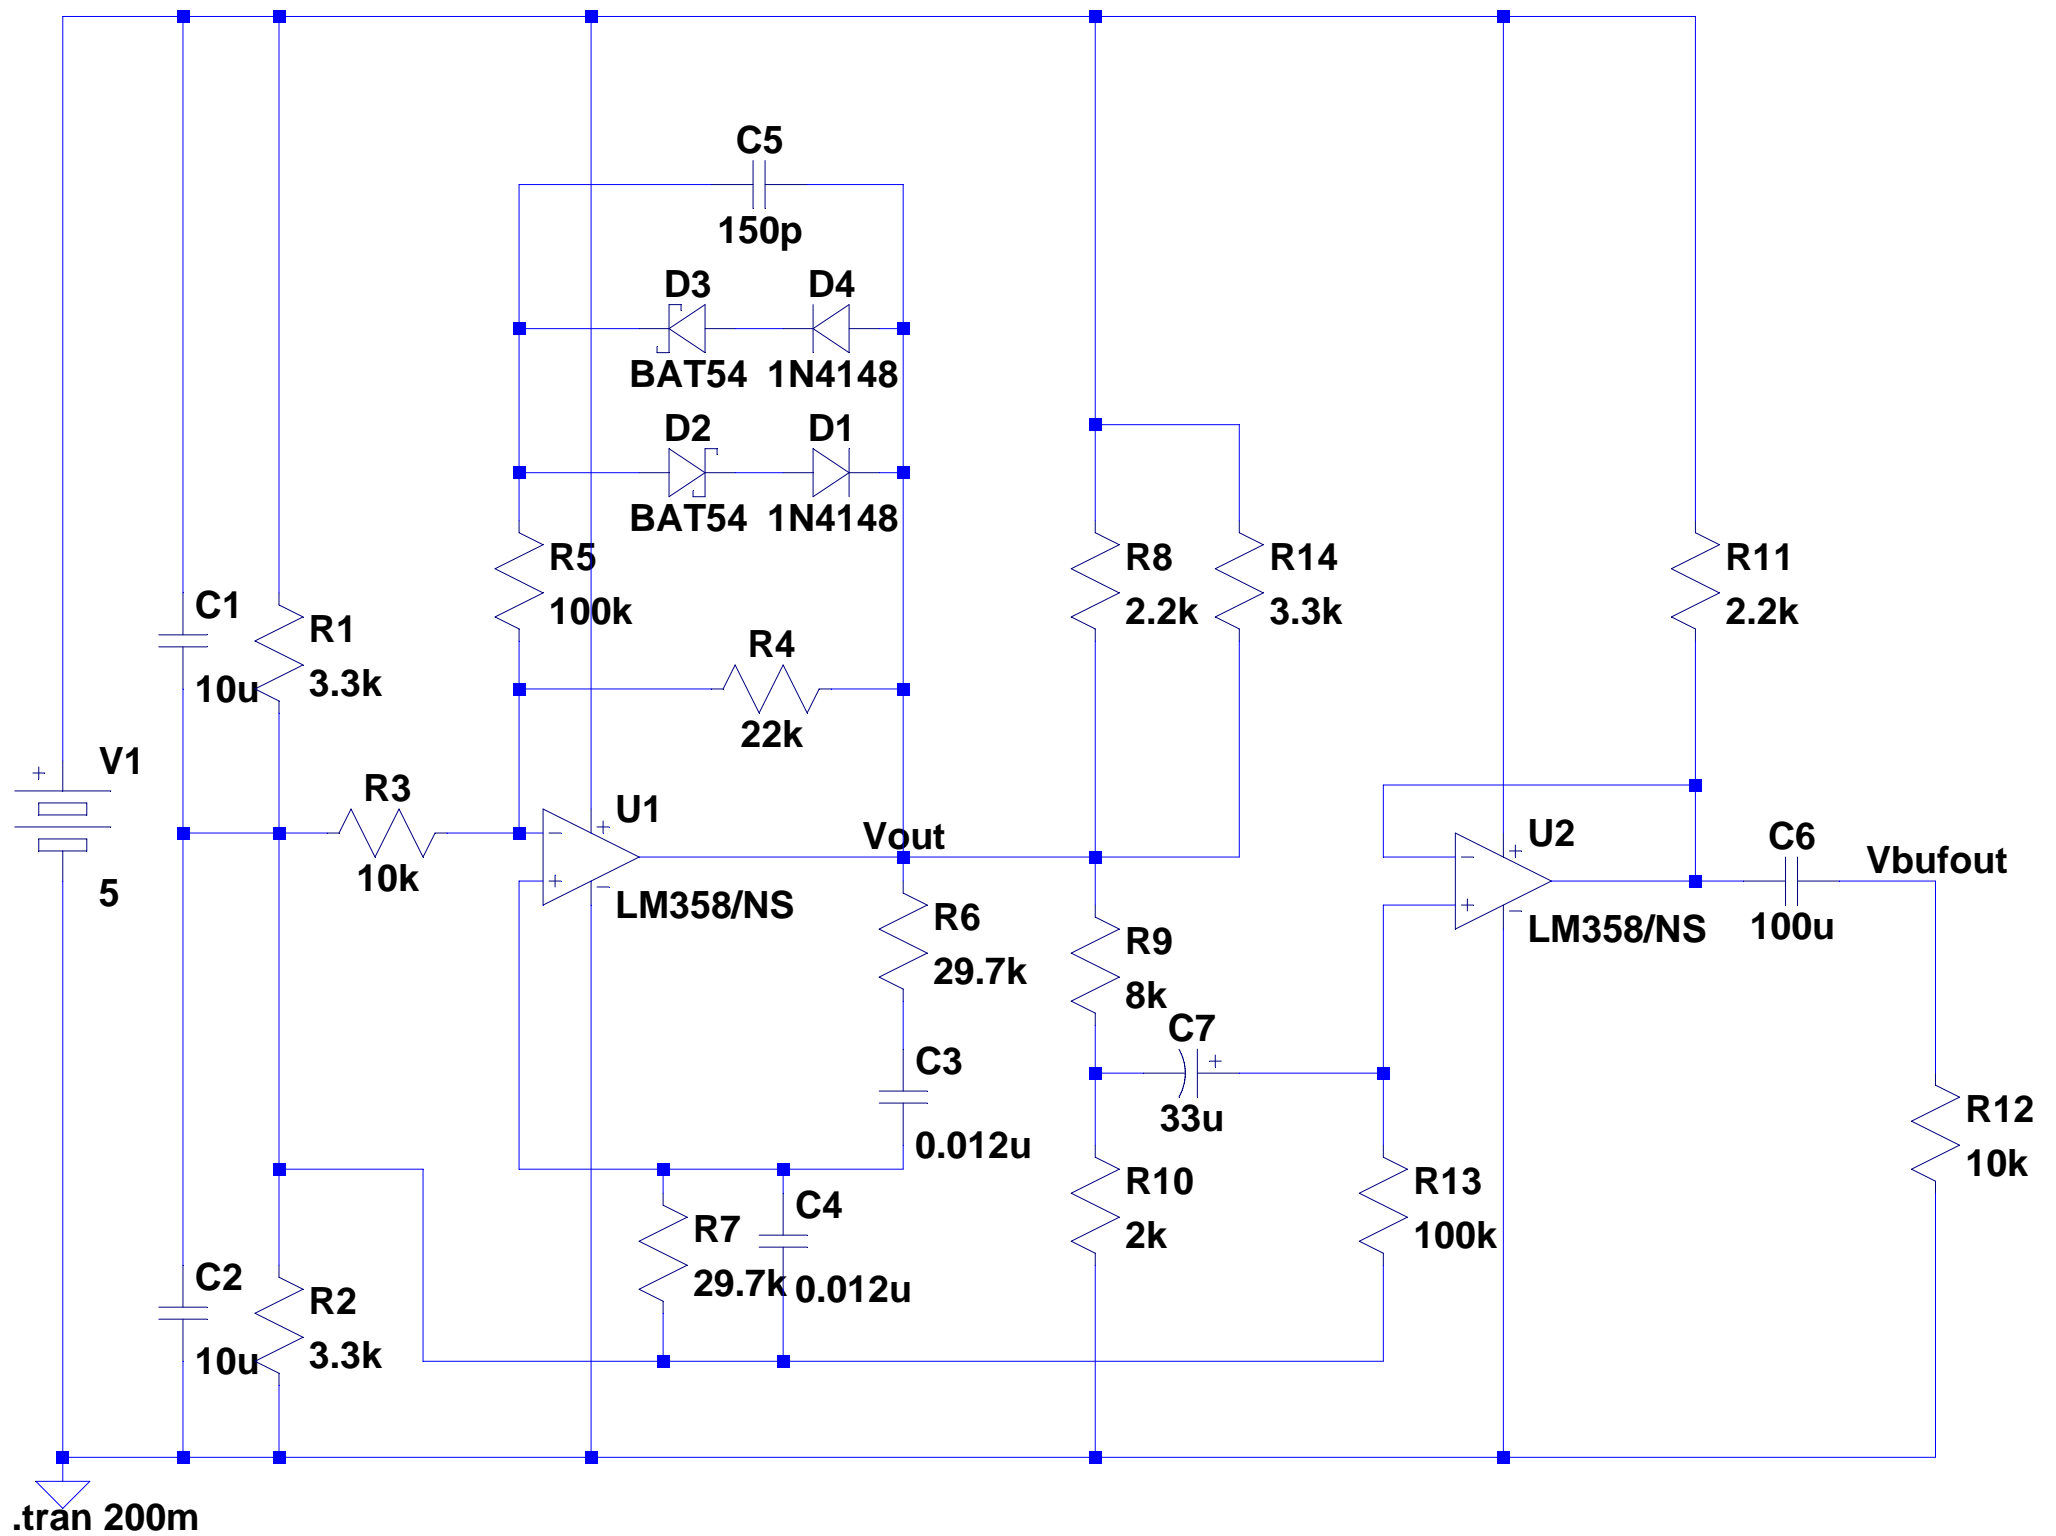 C5
150p
D3
D4
BAT54
1N4148
D2
D1
BAT54
1N4148
R5
100k
R8
2.2k
R14
3.3k
R11
2.2k
C1
10u
R1
3.3k
R4
22k
V1
5
+
R3
10k
U1
+
-
+
-
LM358/NS
Vout
U2
+
-
+
-
LM358/NS
C6
100u
Vbufout
R6
29.7k
R9
8k
C7
+
33u
C3
0.012u
R12
10k
R10
2k
R13
100k
C4
0.012u
R7
29.7k
C2
10u
R2
3.3k
.tran 200m